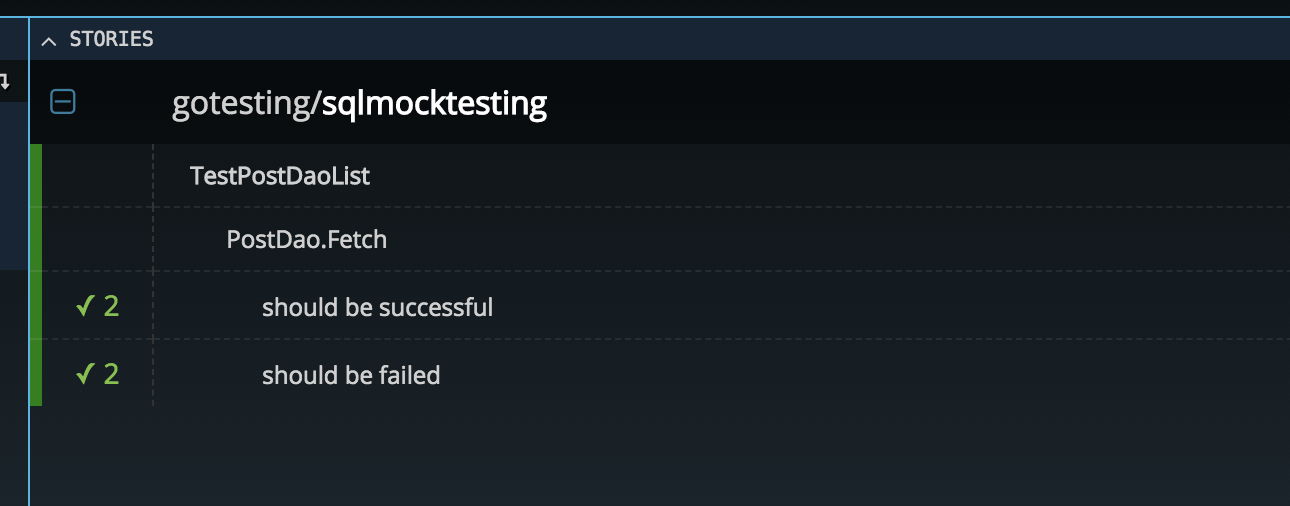 STORIES
gotesting/sqlmocktesting
TestPostDaoList
PostDao.Fetch
✓ 2 should be successful
✓ 2 should be failed